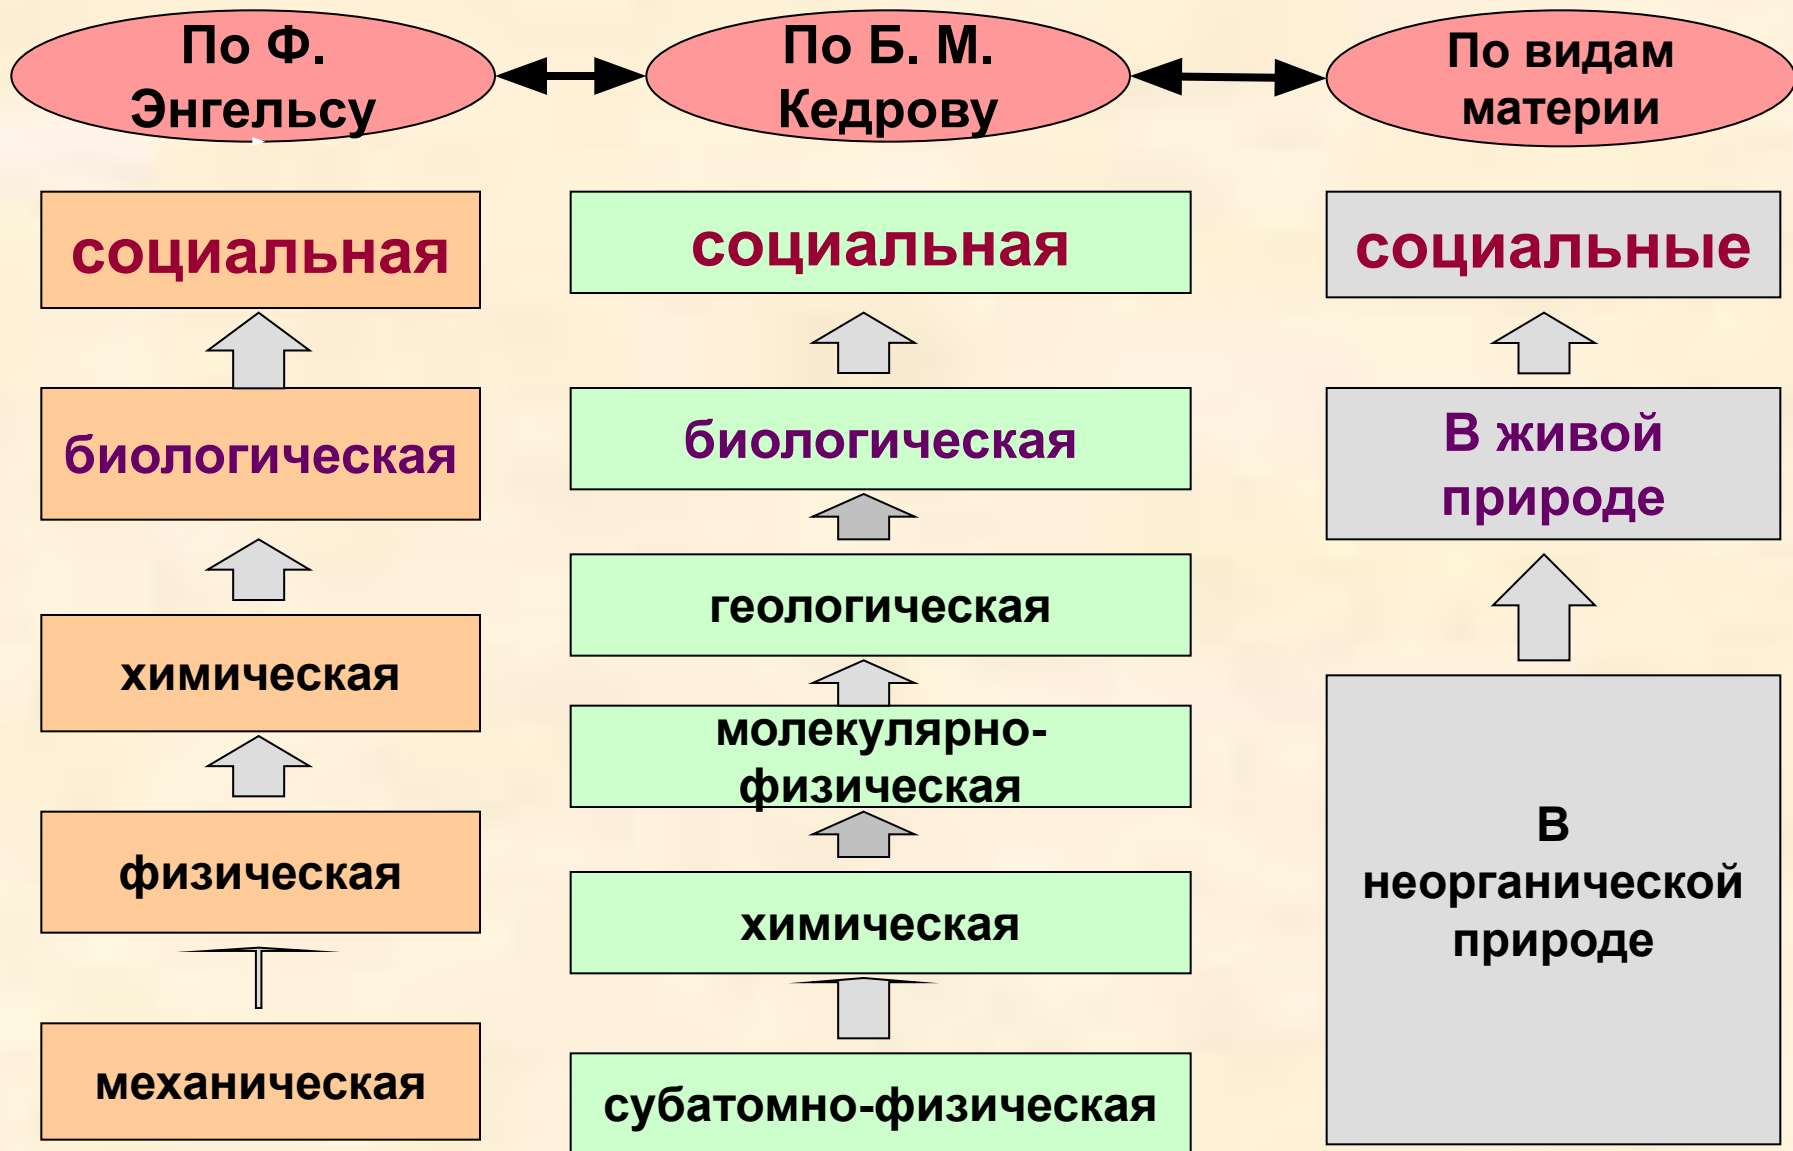 По Ф.
Энгельсу
По Б. М.
Кедрову
По видам
материи
социальная
биологическая
химическая
физическая
механическая
социальная
биологическая
геологическая
молекулярно-
физическая
химическая
субатомно-физическая
социальные
В живой
природе
В
неорганической
природе